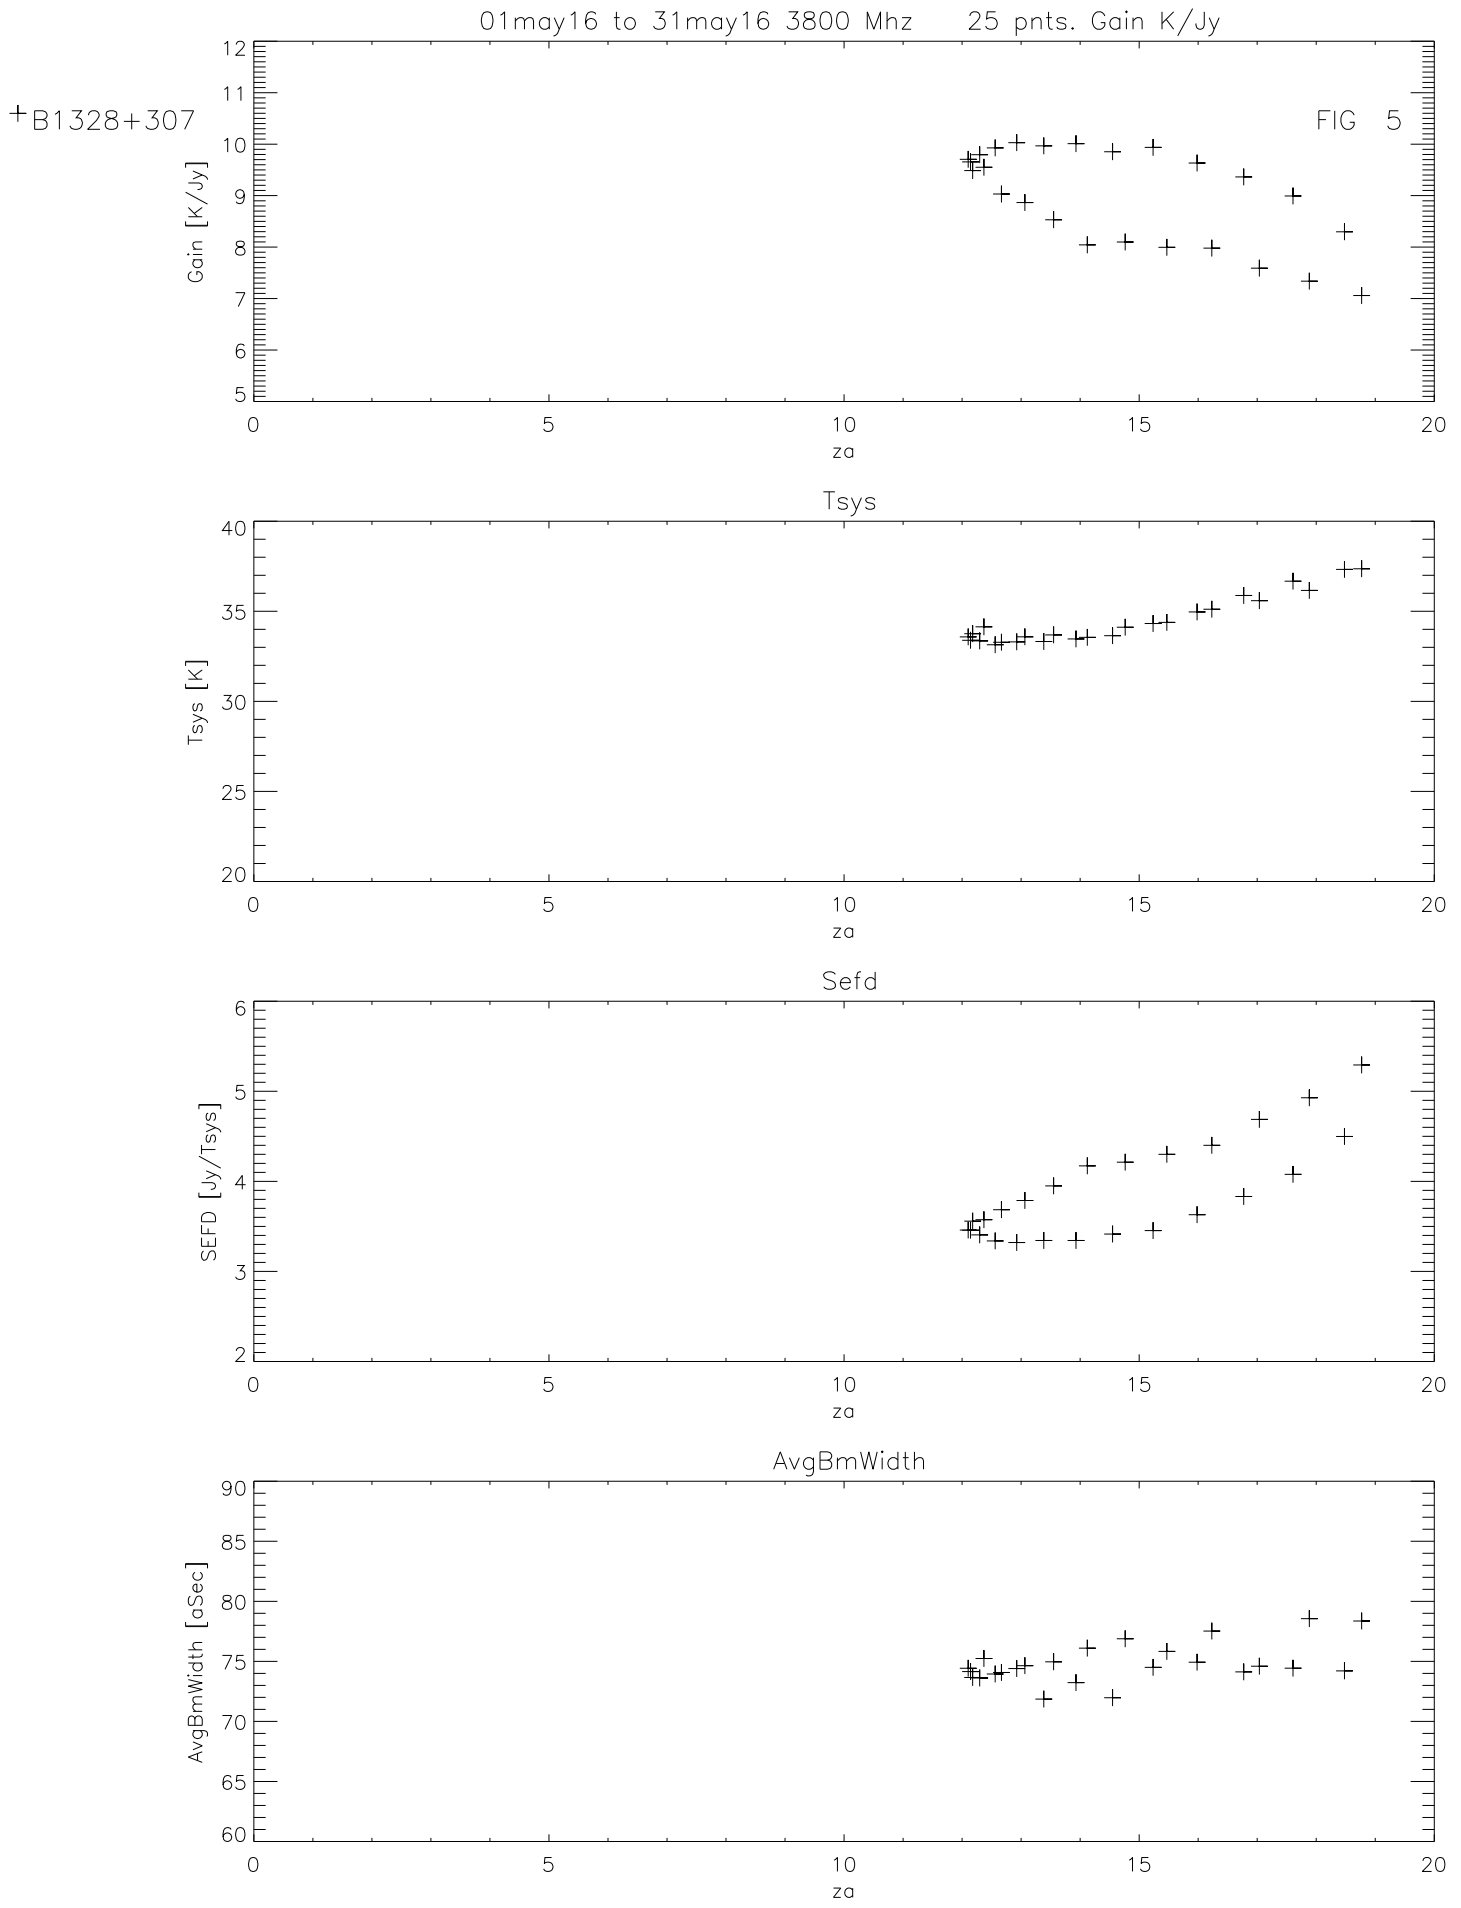 01may16 to 31may16 3800 Mhz 25 pnts. Gain K/Jy
+B1328+307
FIG 5
Gain [K/Jy]
12
11
10
9
8
7
6
5
0 5 10 15 20
za
Tsys
Tsys [K]
40
35
30
25
20
0 5 10 15 20
za
Sefd
SEFD [Jy/Tsys]
6
5
4
3
2
0 5 10 15 20
za
AvgBmWidth
AvgBmWidth [aSec]
90
85
80
75
70
65
60
0 5 10 15 20
za